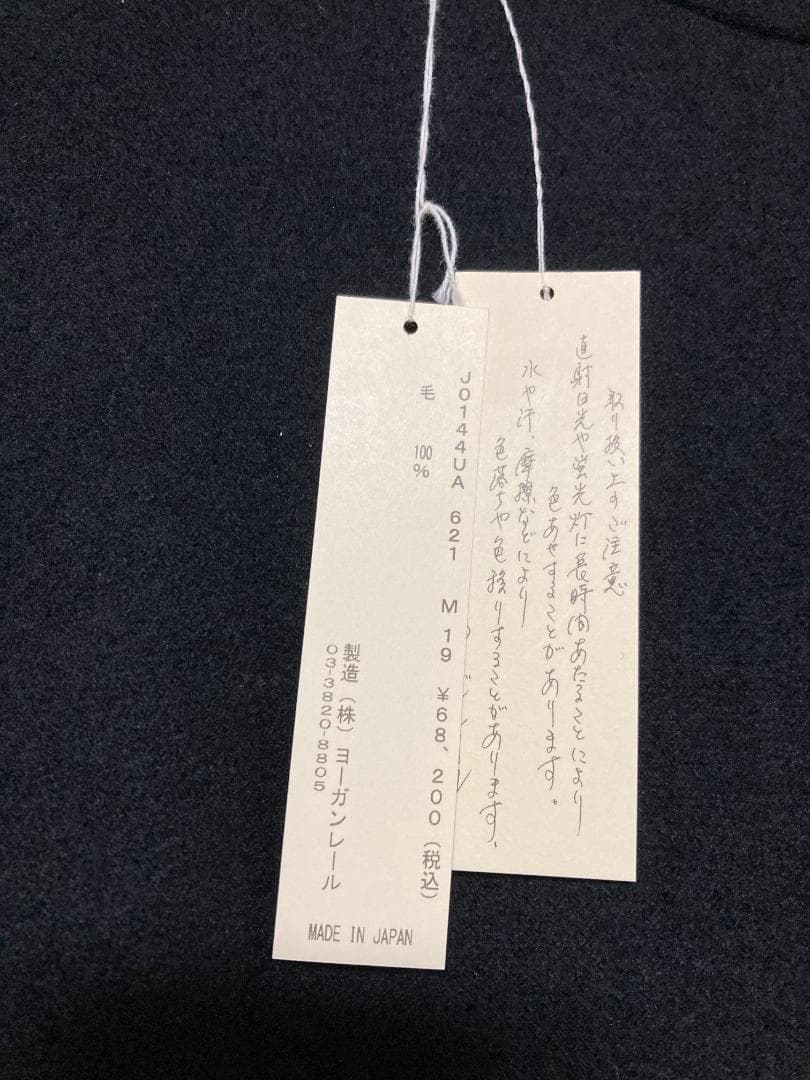 J0144UA 621 M 19 ¥68,200(税込)
毛 100%
製造(株)ヨーガンレール
03-3820-8805
MADE IN JAPAN
取り扱い上のご注意
直射日光や蛍光灯に長時間あたることにより
色あせすることがあります。
水や汗、摩擦などにより
色落ちや色移りすることがあります。